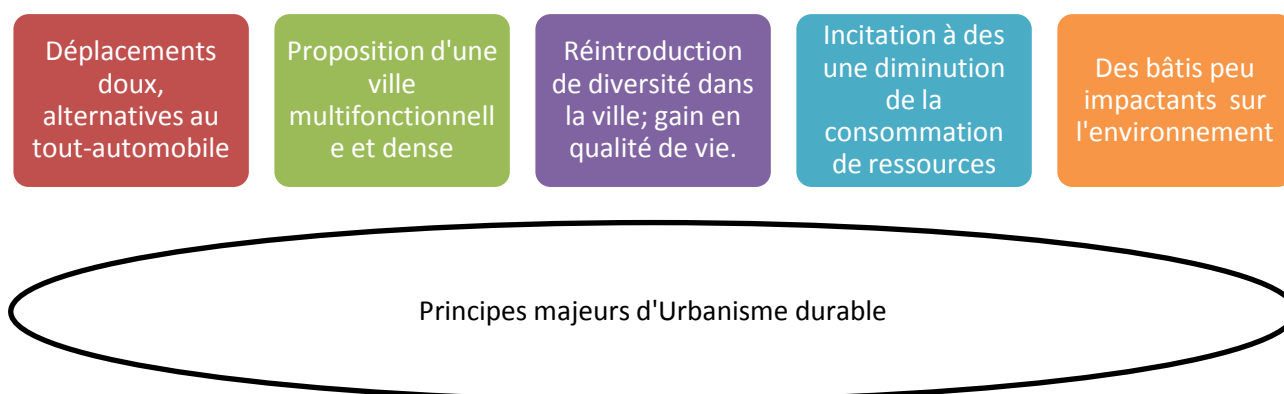 Déplacements
doux,
alternatives au
tout-automobile
Proposition d'une
ville
multifonctionnell
e et dense
Réintroduction
de diversité dans
la ville; gain en
qualité de vie.
Incitation à des
une diminution
de la
consommation
de ressources
Des bâtis peu
impactants sur
l'environnement
Principes majeurs d'Urbanisme durable